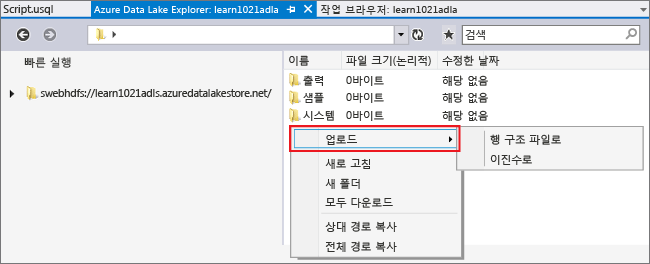 Script.usql Azure Data Lake Explorer: learn1021adla 작업 브라우저: learn1021adla
검색
빠른 실행
이름 파일 크기(논리적) 수정한 날짜
swebhdfs://learn1021adls.azuredatalakestore.net/
출력 0바이트 해당 없음
샘플 0바이트 해당 없음
시스템 0바이트 해당 없음
업로드
행 구조 파일로
이진수로
새로 고침
새 폴더
모두 다운로드
상대 경로 복사
전체 경로 복사